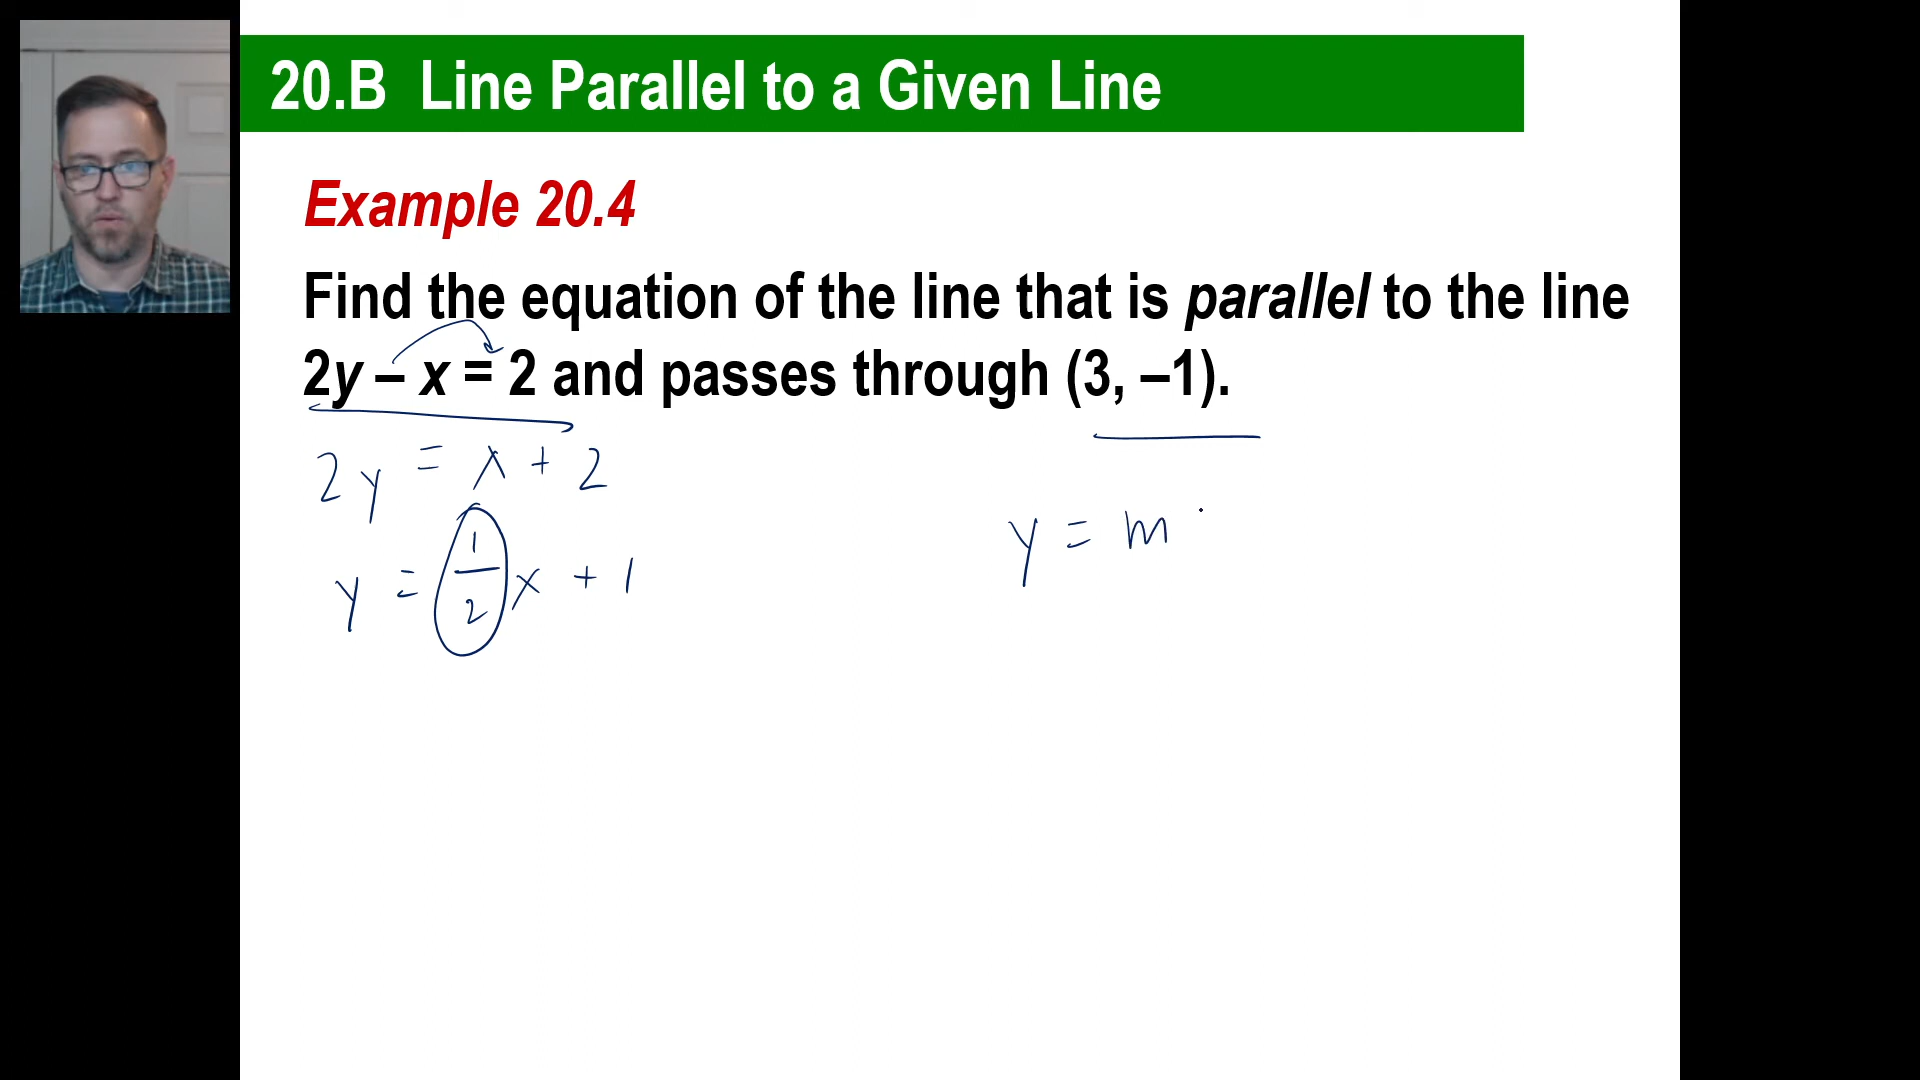 20.B Line Parallel to a Given Line
Example 20.4
Find the equation of the line that is parallel to the line
2y – x = 2 and passes through (3, –1).
2y = x + 2
y = 1/2 x + 1
y = m